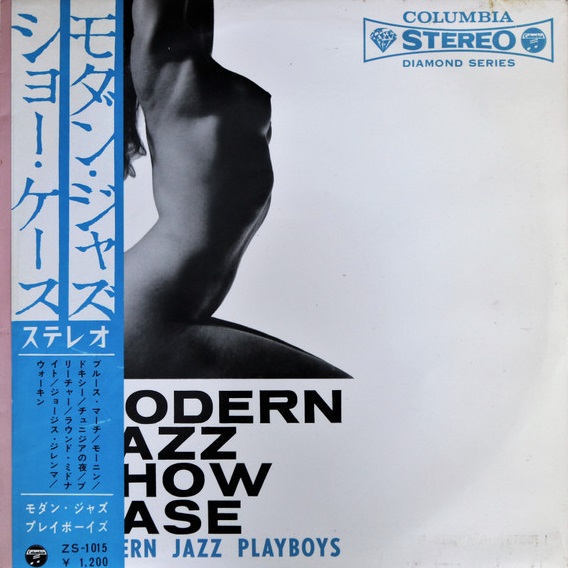 モダン・ジャズ
ショー・ケース
ステレオ
ブルース・マーチ/モーニン/
ドキシー/チュニジアの夜/プ
リーチャー/ラウンド・ミドナ
イト/ジョージス・ジレンマ/
ウォーキン
モダン・ジャズ
プレイボーイズ
Columbia
ZS-1015
¥ 1,200
COLUMBIA
STEREO
Columbia
DIAMOND SERIES
ODERN
AZZ
HOW
ASE
ERN JAZZ PLAYBOYS